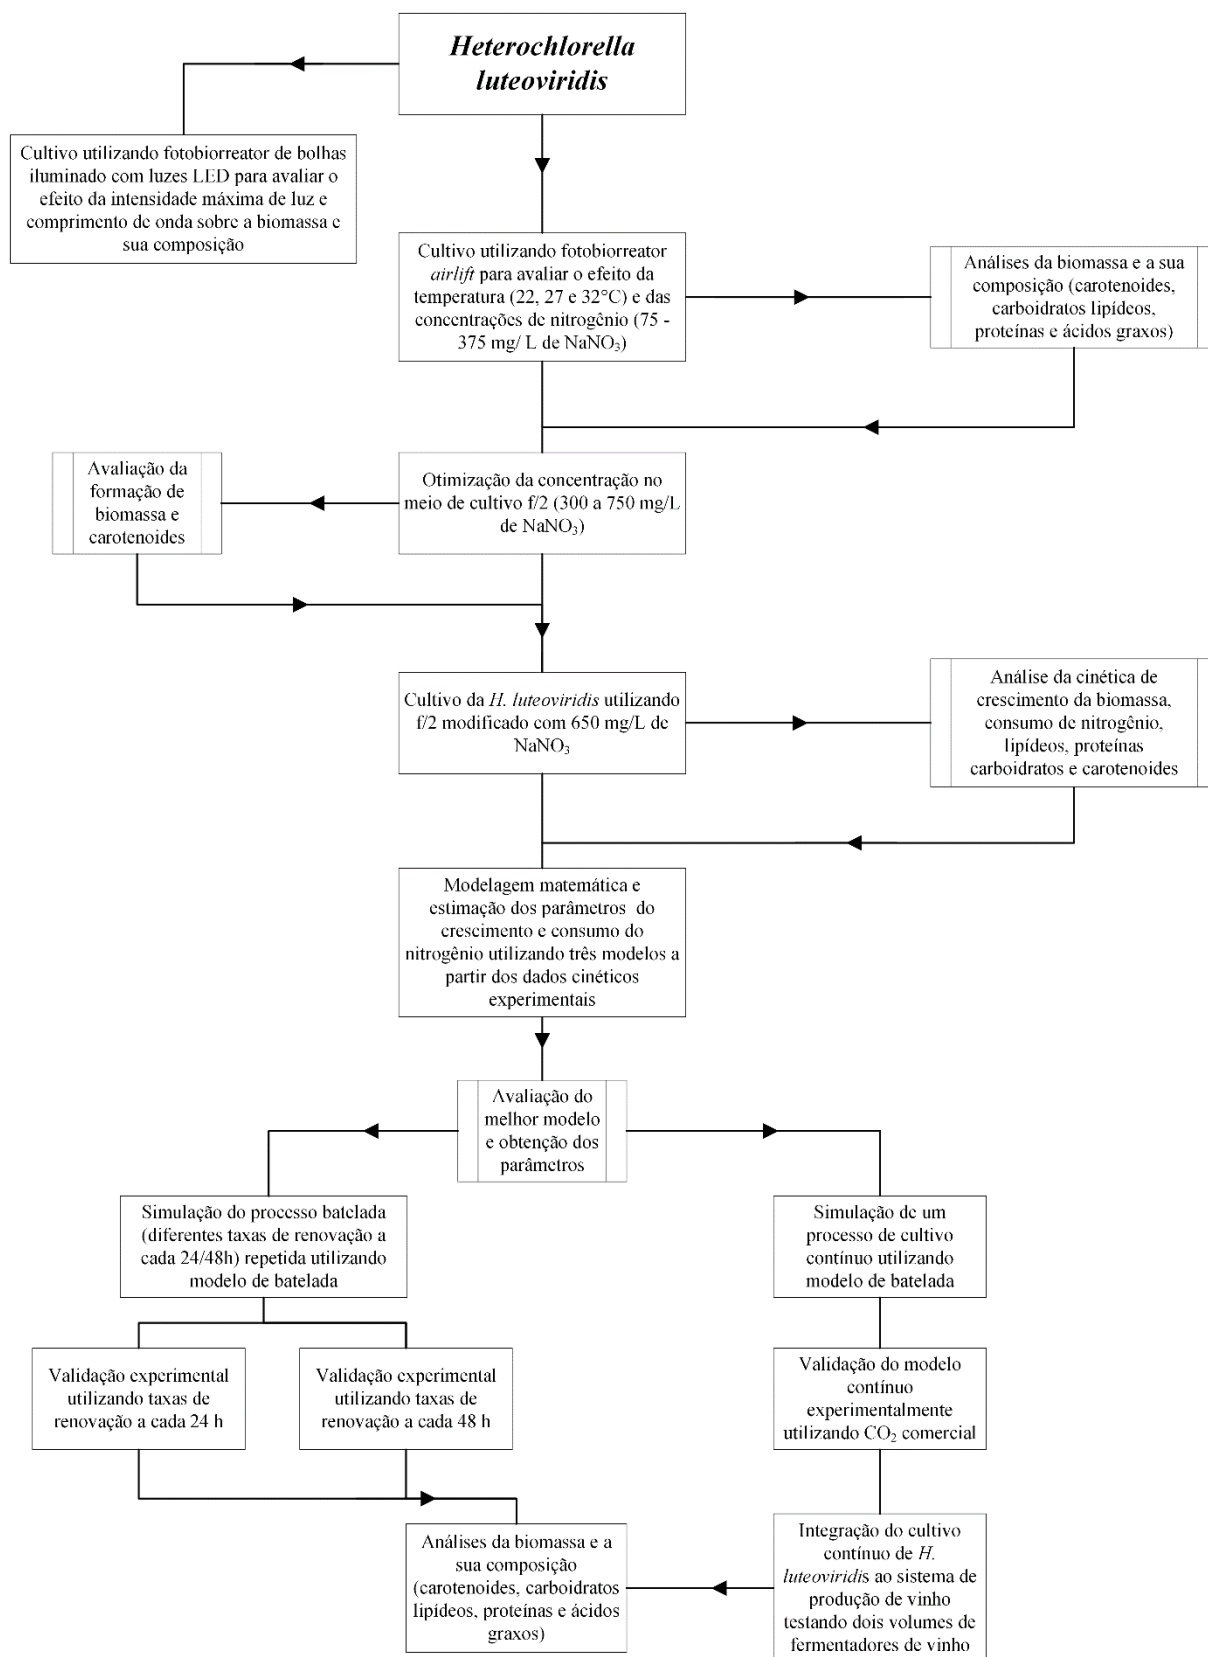 Heterochlorella
luteoviridis
Cultivo utilizando fotobiorreator de bolhas
iluminado com luzes LED para avaliar o
efeito da intensidade máxima de luz e
comprimento de onda sobre a biomassa e
sua composição
Cultivo utilizando fotobiorreator
airlift para avaliar o efeito da
temperatura (22, 27 e 32°C) e das
concentrações de nitrogênio (75 -
375 mg/ L de NaNO₃)
Análises da biomassa e a sua
composição (carotenoides,
carboidratos lipídeos,
proteínas e ácidos graxos)
Avaliação da
formação de
biomassa e
carotenoides
Otimização da concentração no
meio de cultivo f/2 (300 a 750 mg/L
de NaNO₃)
Cultivo da H. luteoviridis utilizando
f/2 modificado com 650 mg/L de
NaNO₃
Análise da cinética de
crescimento da biomassa,
consumo de nitrogênio,
lipídeos, proteínas
carboidratos e carotenoides
Modelagem matemática e
estimação dos parâmetros do
crescimento e consumo do
nitrogênio utilizando três modelos a
partir dos dados cinéticos
experimentais
Avaliação do
melhor modelo
e obtenção dos
parâmetros
Simulação do processo batelada
(diferentes taxas de renovação a
cada 24/48h) repetida utilizando
modelo de batelada
Simulação de um
processo de cultivo
contínuo utilizando
modelo de batelada
Validação experimental
utilizando taxas de
renovação a cada 24 h
Validação experimental
utilizando taxas de
renovação a cada 48 h
Validação do modelo
contínuo
experimentalmente
utilizando CO₂ comercial
Análises da biomassa e a
sua composição
(carotenoides, carboidratos
lipídeos, proteínas e ácidos
graxos)
Integração do cultivo
contínuo de H.
luteoviridis ao sistema de
produção de vinho
testando dois volumes de
fermentadores de vinho